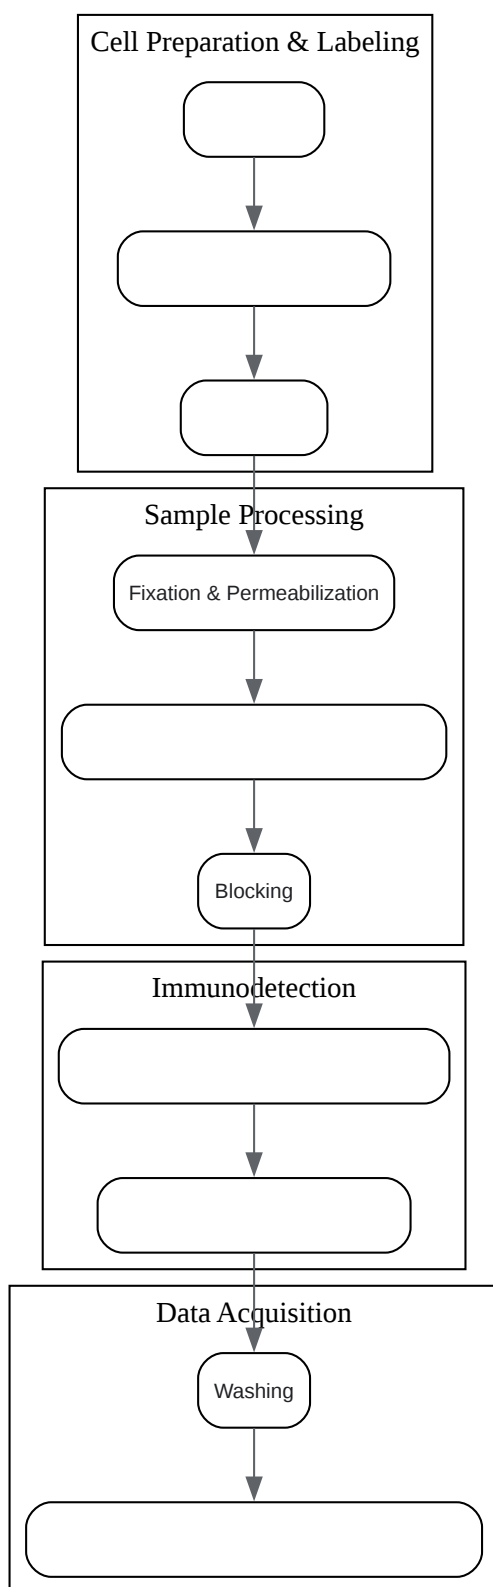 Cell Preparation & Labeling
Sample Processing
Fixation & Permeabilization
Blocking
Immunodetection
Data Acquisition
Washing